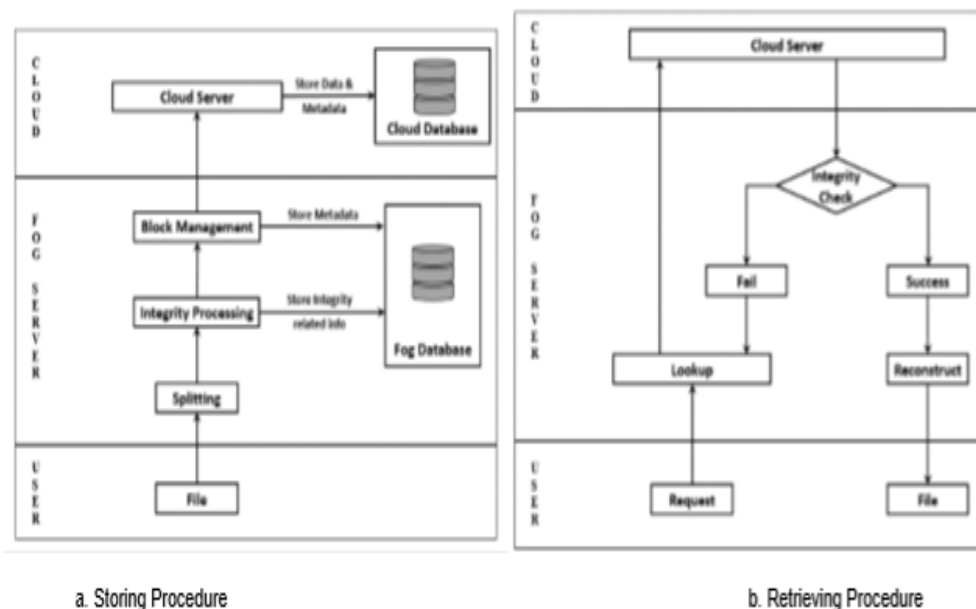 C
L
O
U
D
Cloud Server
Store Data &
Metadata
Cloud Database
F
O
G
S
E
R
V
E
R
Block Management
Store Metadata
Integrity Processing
Store Integrity
related info
Fog Database
Splitting
U
S
E
R
File
a. Storing Procedure
C
L
O
U
D
Cloud Server
F
O
G
S
E
R
V
E
R
Integrity
Check
Fail
Success
Lookup
Reconstruct
U
S
E
R
Request
File
b. Retrieving Procedure